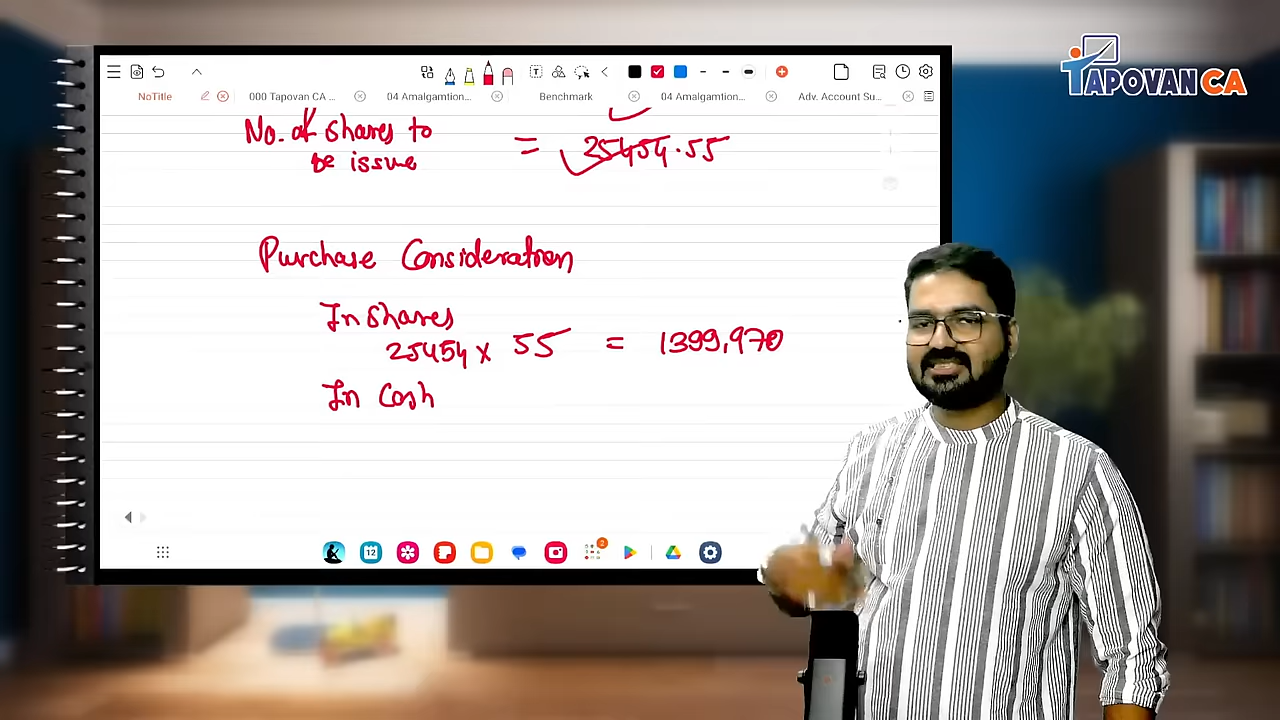 TAPOVAN CA
NoTitle
000 Tapovan CA ...
04 Amalgamtion...
Benchmark
04 Amalgamtion...
Adv. Account Su...
No. of shares to
be issue
= 25454.55
Purchase Consideration
In shares
25454 x 55 = 1399,970
In Cash
12
2